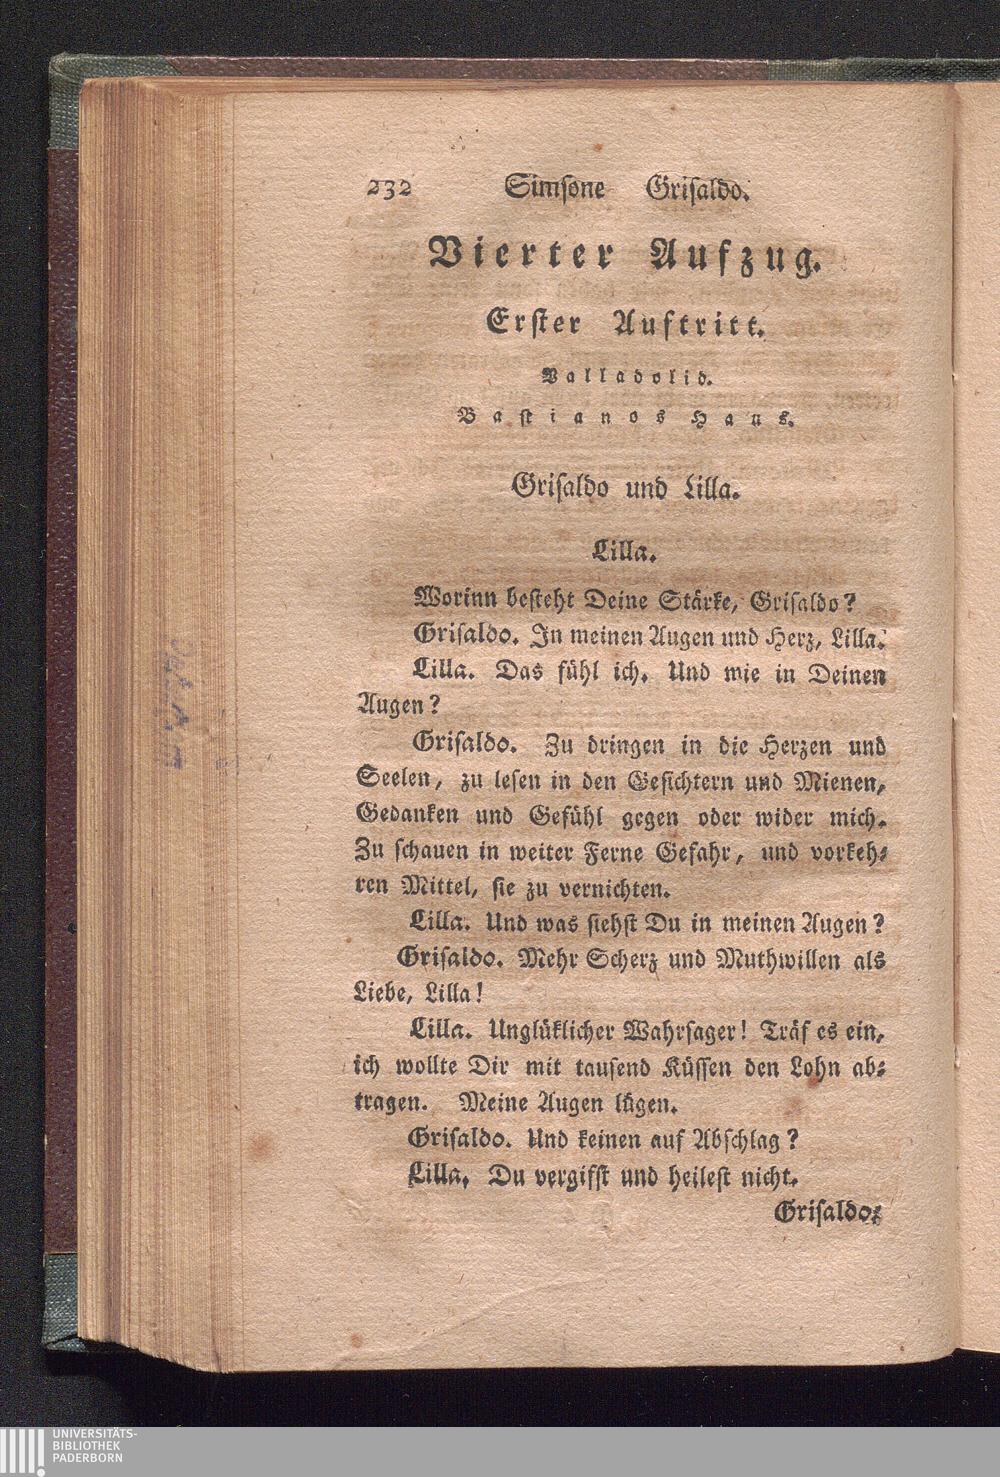 232 Simsone Grisaldo.
Vierter Aufzug.
Erster Auftritt.
Valladolid.
Bastianos Haus.
Grisaldo und Lilla.
Lilla.
Worinn besteht Deine Stärke, Grisaldo?
Grisaldo. In meinen Augen und Herz, Lilla.
Lilla. Das fühl ich. Und wie in Deinen
Augen?
Grisaldo. Zu dringen in die Herzen und
Seelen, zu lesen in den Gesichtern und Mienen,
Gedanken und Gefühl gegen oder wider mich.
Zu schauen in weiter Ferne Gefahr, und vorkeh-
ren Mittel, sie zu vernichten.
Lilla. Und was siehst Du in meinen Augen?
Grisaldo. Mehr Scherz und Muthwillen als
Liebe, Lilla!
Lilla. Unglüklicher Wahrsager! Träf es ein,
ich wollte Dir mit tausend Küssen den Lohn ab-
tragen. Meine Augen lügen.
Grisaldo. Und keinen auf Abschlag?
Lilla. Du vergifst und heilest nicht.
Grisaldo.
UNIVERSITÄTS-
BIBLIOTHEK
PADERBORN